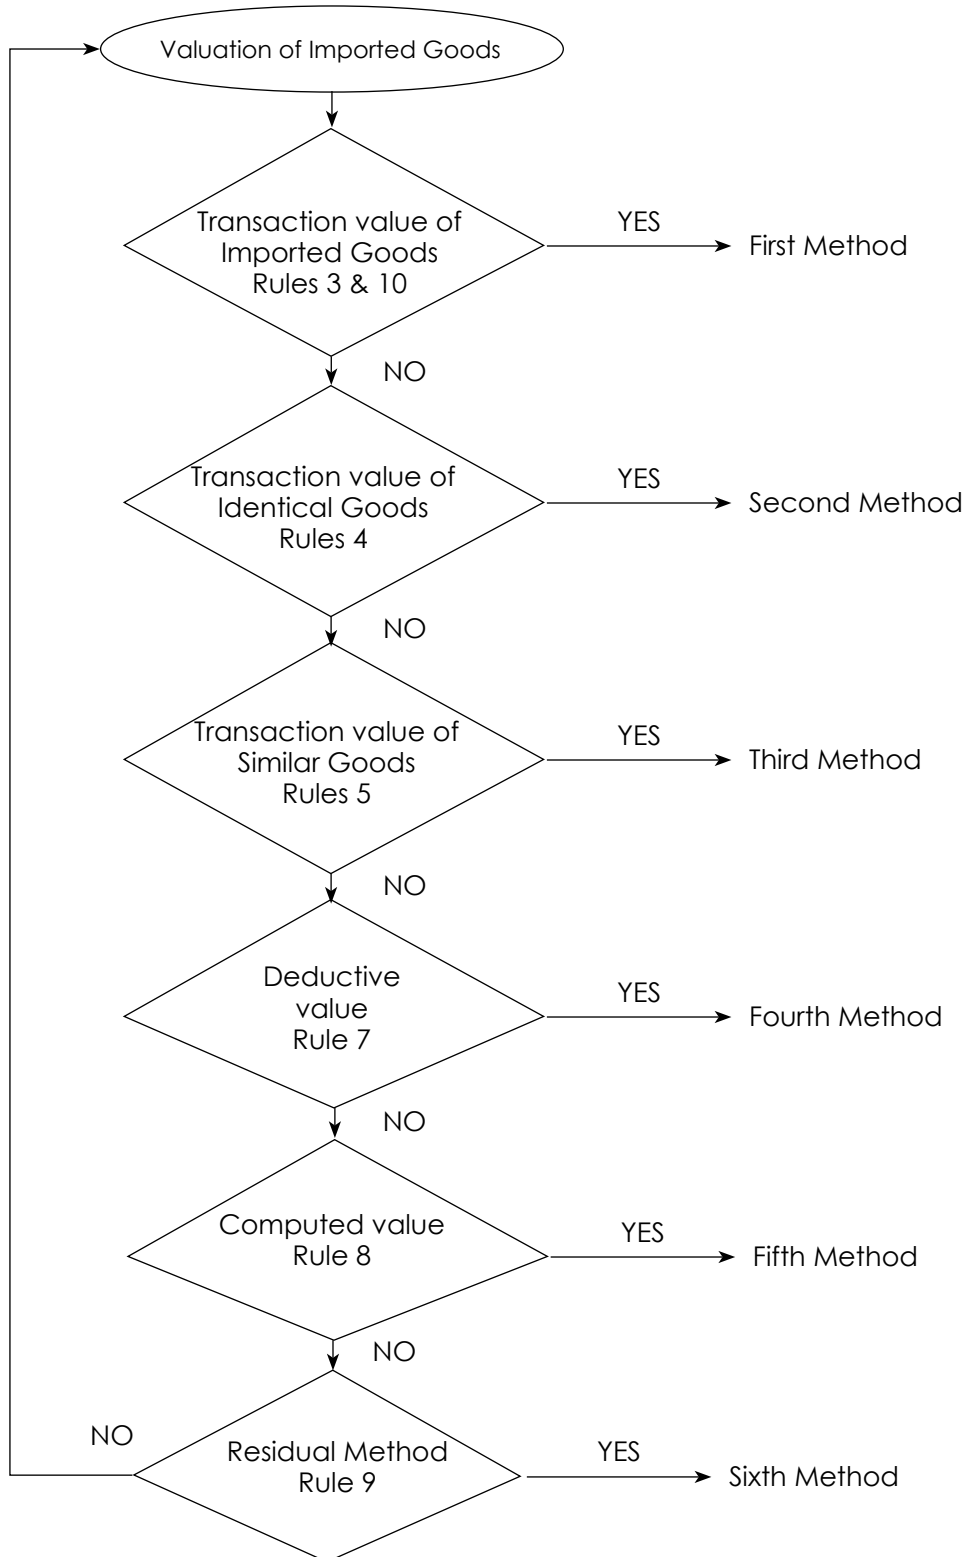 Valuation of Imported Goods
Transaction value of
Imported Goods
Rules 3 & 10
YES
First Method
NO
Transaction value of
Identical Goods
Rules 4
YES
Second Method
NO
Transaction value of
Similar Goods
Rules 5
YES
Third Method
NO
Deductive
value
Rule 7
YES
Fourth Method
NO
Computed value
Rule 8
YES
Fifth Method
NO
NO
Residual Method
Rule 9
YES
Sixth Method